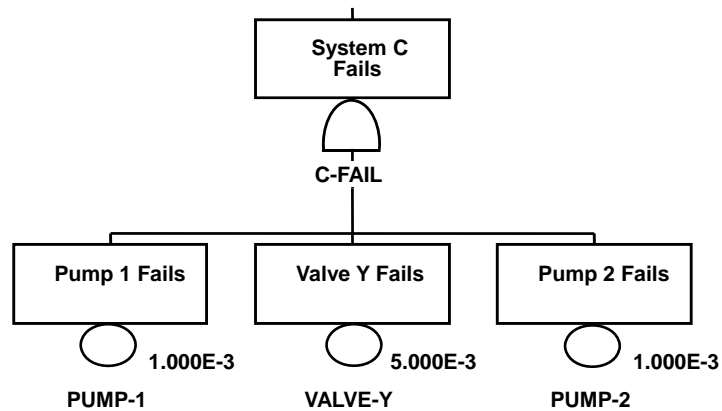 System C
Fails
C-FAIL
Pump 1 Fails
Valve Y Fails
Pump 2 Fails
1.000E-3
5.000E-3
1.000E-3
PUMP-1
VALVE-Y
PUMP-2